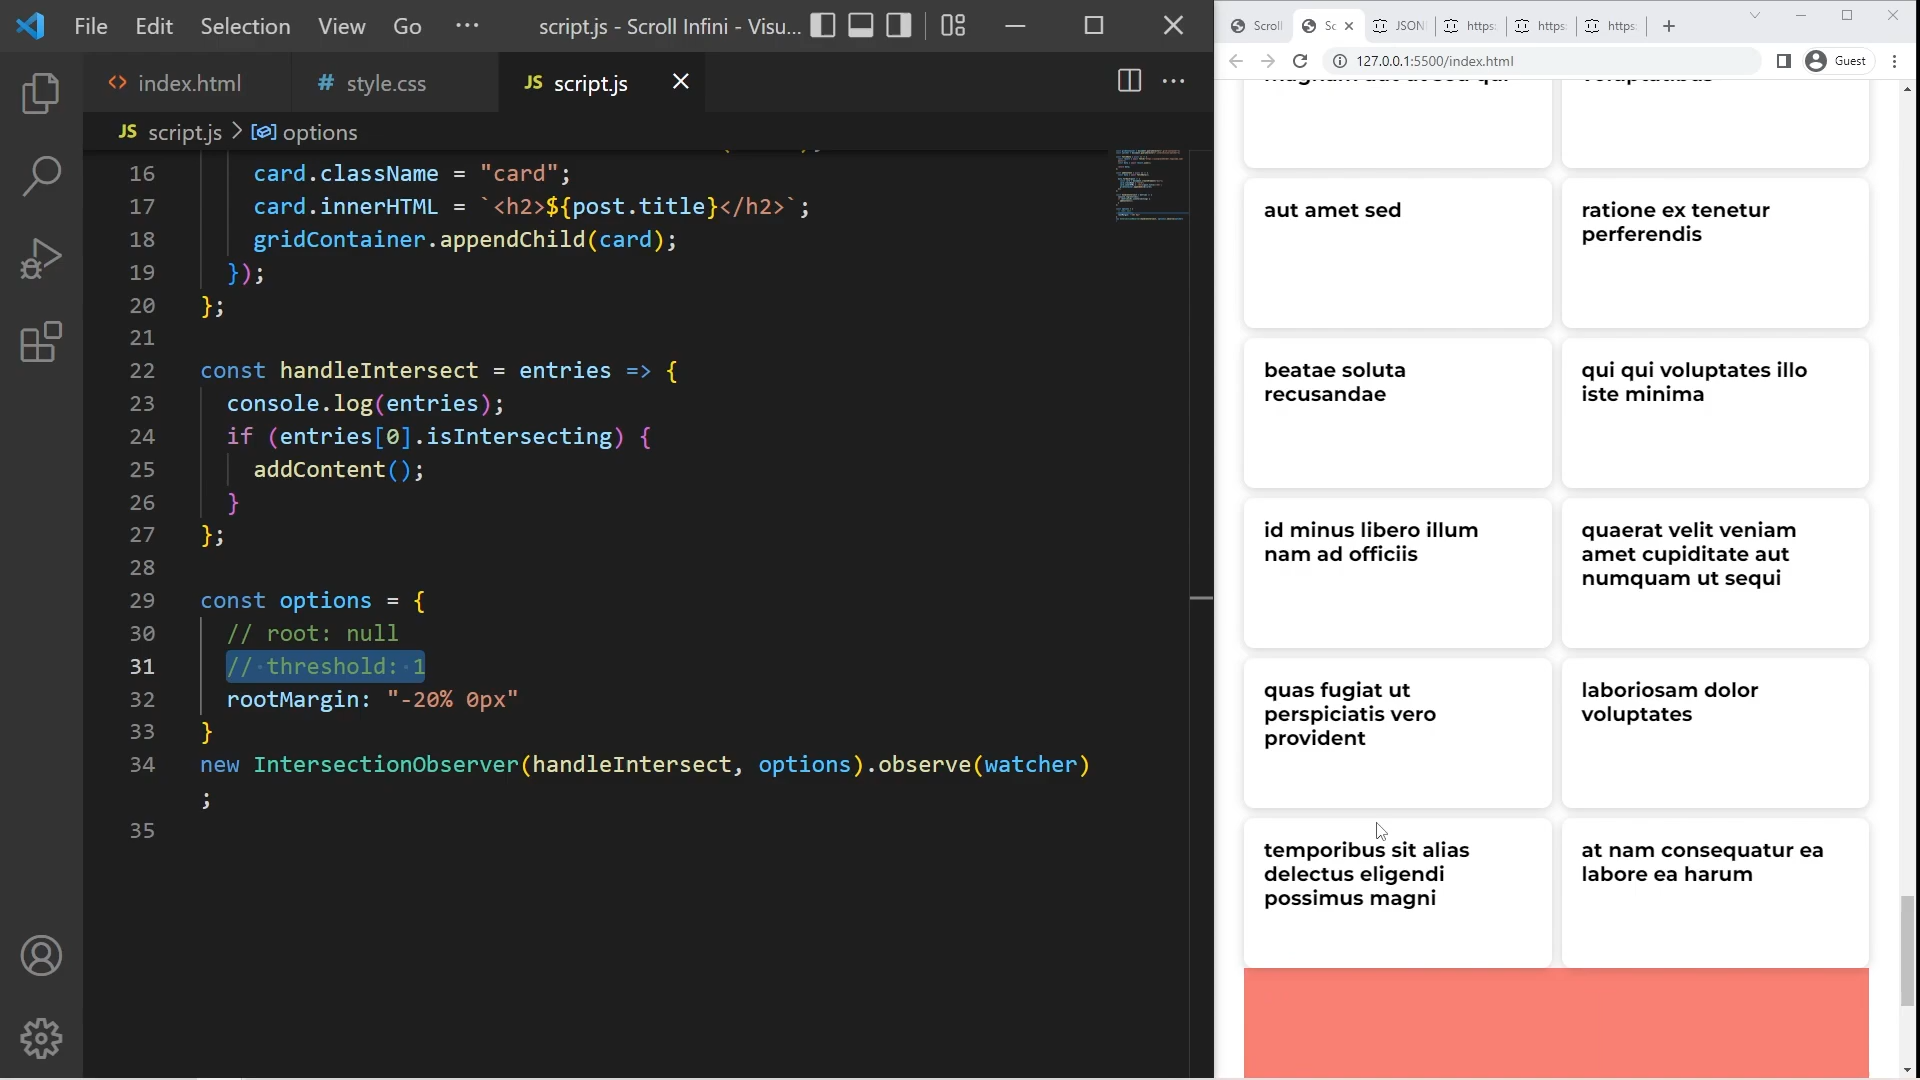 File Edit Selection View Go ··· script.js - Scroll Infini - Visu...
index.html style.css JS script.js
JS script.js > options
16 card.className = "card";
17 card.innerHTML = `<h2>${post.title}</h2>`;
18 gridContainer.appendChild(card);
19 });
20 };
21
22 const handleIntersect = entries => {
23 console.log(entries);
24 if (entries[0].isIntersecting) {
25 addContent();
26 }
27 };
28
29 const options = {
30 // root: null
31 // threshold: 1
32 rootMargin: "-20% 0px"
33 }
34 new IntersectionObserver(handleIntersect, options).observe(watcher)
;
35
Scroll Sc JSON https: https: https:
127.0.0.1:5500/index.html Guest
aut amet sed
ratione ex tenetur
perferendis
beatae soluta
recusandae
qui qui voluptates illo
iste minima
id minus libero illum
nam ad officiis
quaerat velit veniam
amet cupiditate aut
numquam ut sequi
quas fugiat ut
perspiciatis vero
provident
laboriosam dolor
voluptates
temporibus sit alias
delectus eligendi
possimus magni
at nam consequatur ea
labore ea harum